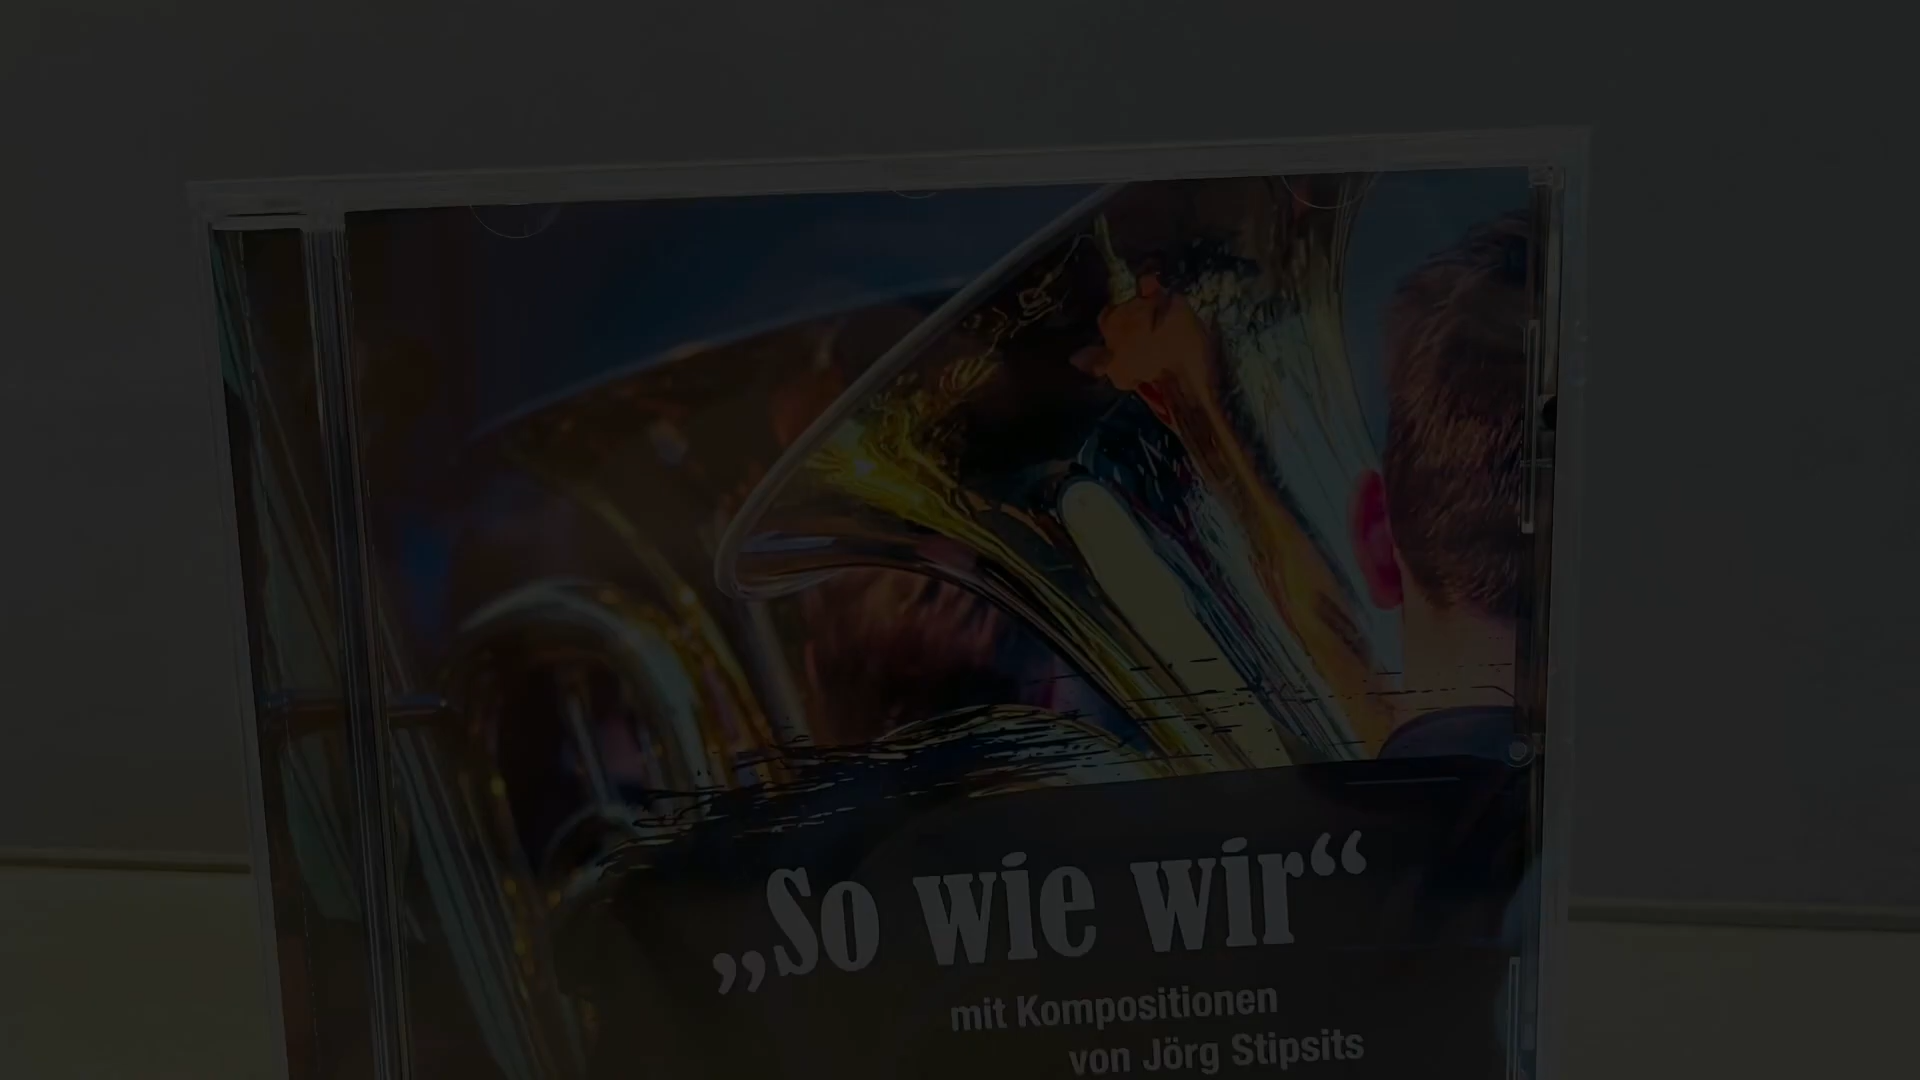 „So wie wir“
mit Kompositionen
von Jörg Stipsits